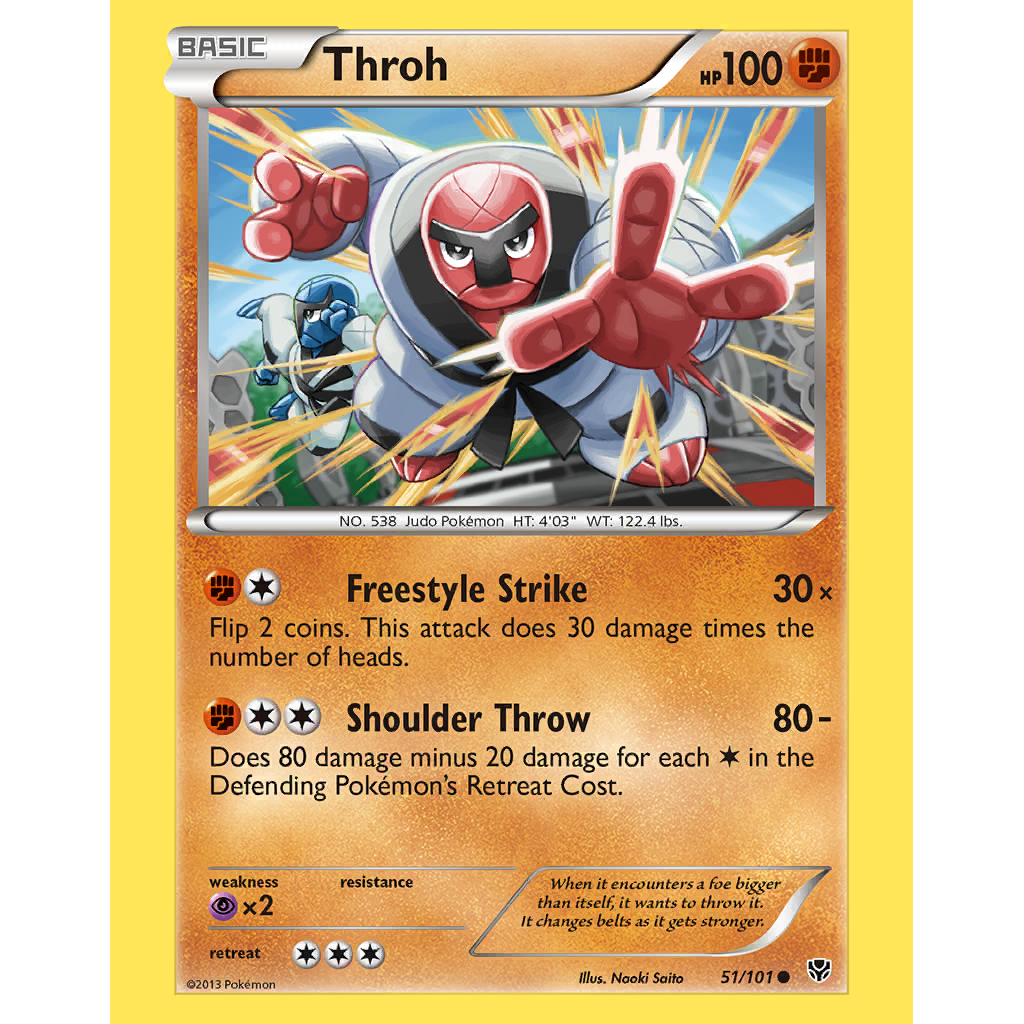 BASIC
Throh
HP100
NO. 538 Judo Pokémon HT: 4'03" WT: 122.4 lbs.
Freestyle Strike 30×
Flip 2 coins. This attack does 30 damage times the
number of heads.
Shoulder Throw 80-
Does 80 damage minus 20 damage for each in the
Defending Pokémon's Retreat Cost.
weakness resistance
×2
When it encounters a foe bigger
than itself, it wants to throw it.
It changes belts as it gets stronger.
retreat
©2013 Pokémon
Illus. Naoki Saito 51/101